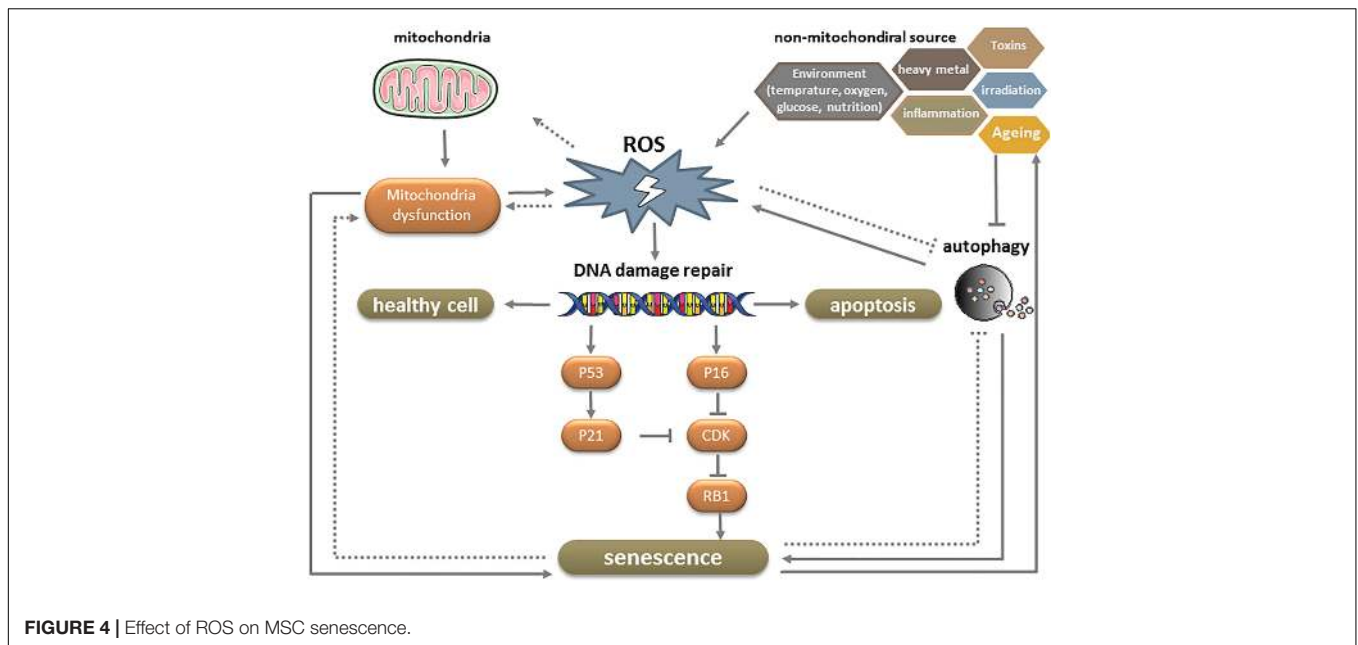 mitochondria
non-mitochondiral source
Toxins
heavy metal
Environment
(temprature, oxygen,
glucose, nutrition)
irradiation
inflammation
Ageing
ROS
Mitochondria
dysfunction
autophagy
DNA damage repair
healthy cell
apoptosis
P53
P16
P21
CDK
RB1
senescence
FIGURE 4 | Effect of ROS on MSC senescence.